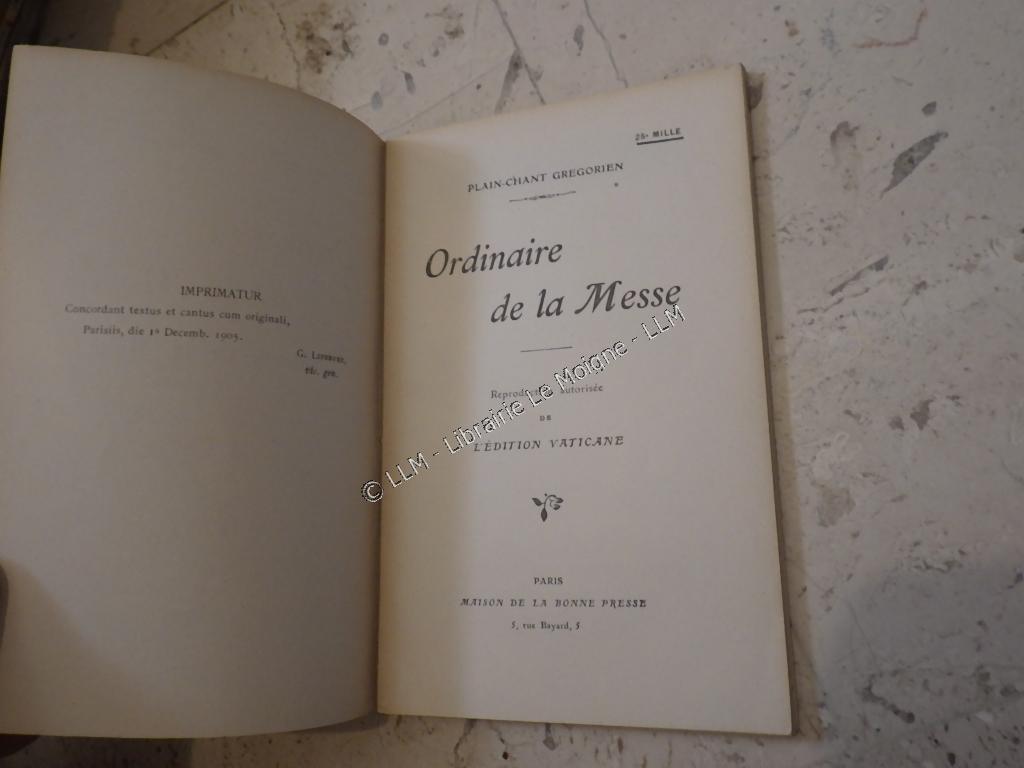 IMPRIMATUR
Concordant textus et cantus cum originali,
Parisiis, die 1ª Decemb. 1905.
G. Lefebvre,
vic. gen.
25e MILLE
PLAIN-CHANT GREGORIEN
Ordinaire
de la Messe
autorisée
DE
L'ÉDITION VATICANE
PARIS
MAISON DE LA BONNE PRESSE
5, rue Bayard, 5
© LLM - Librairie Le Moigne - LLM